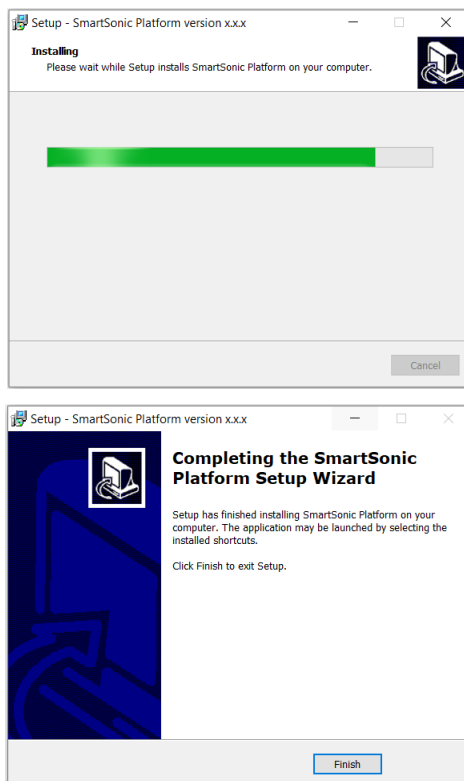 Setup - SmartSonic Platform version x.x.x
Installing
Please wait while Setup installs SmartSonic Platform on your computer.
Cancel
Setup - SmartSonic Platform version x.x.x
Completing the SmartSonic
Platform Setup Wizard
Setup has finished installing SmartSonic Platform on your
computer. The application may be launched by selecting the
installed shortcuts.
Click Finish to exit Setup.
Finish